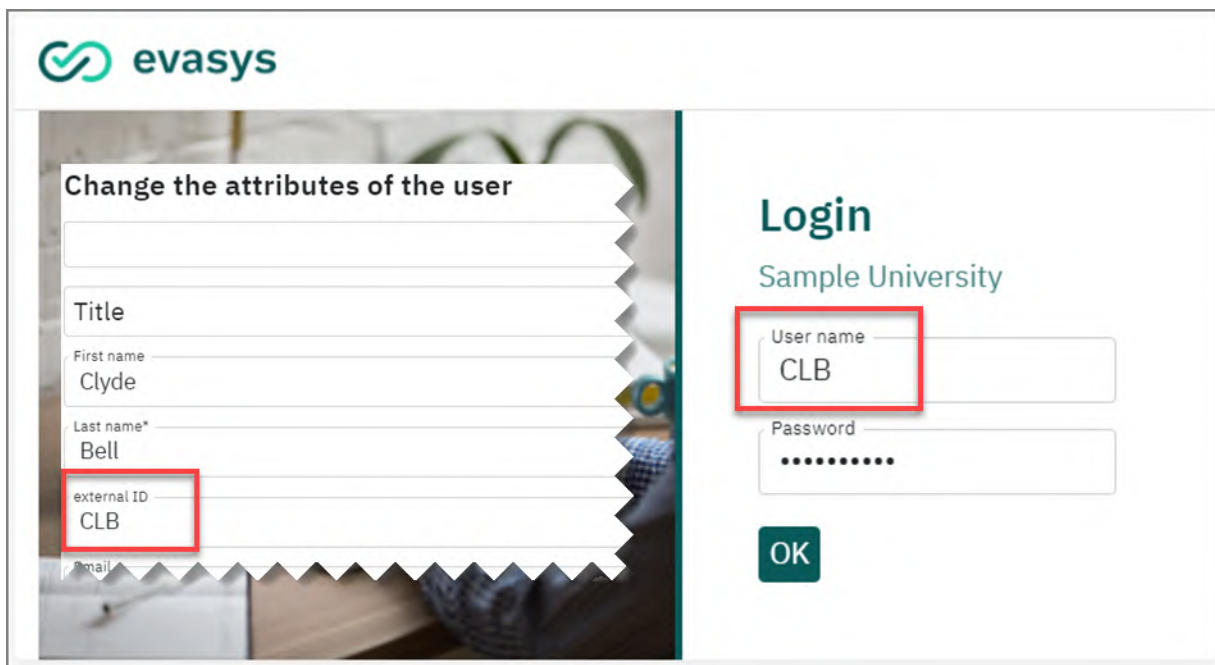 evasys
Change the attributes of the user
Title
First name
Clyde
Last name*
Bell
external ID
CLB
Email
Login
Sample University
User name
CLB
Password
••••••••••
OK